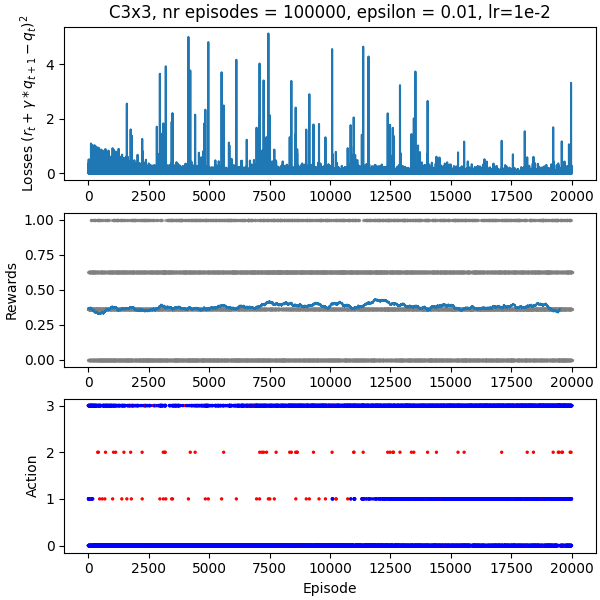 C3x3, nr episodes = 100000, epsilon = 0.01, lr=1e-2
Losses (r_t + γ * q_{t+1} − q_t)^2
4
2
0
0 2500 5000 7500 10000 12500 15000 17500 20000
Rewards
1.00
0.75
0.50
0.25
0.00
0 2500 5000 7500 10000 12500 15000 17500 20000
Action
3
2
1
0
0 2500 5000 7500 10000 12500 15000 17500 20000
Episode